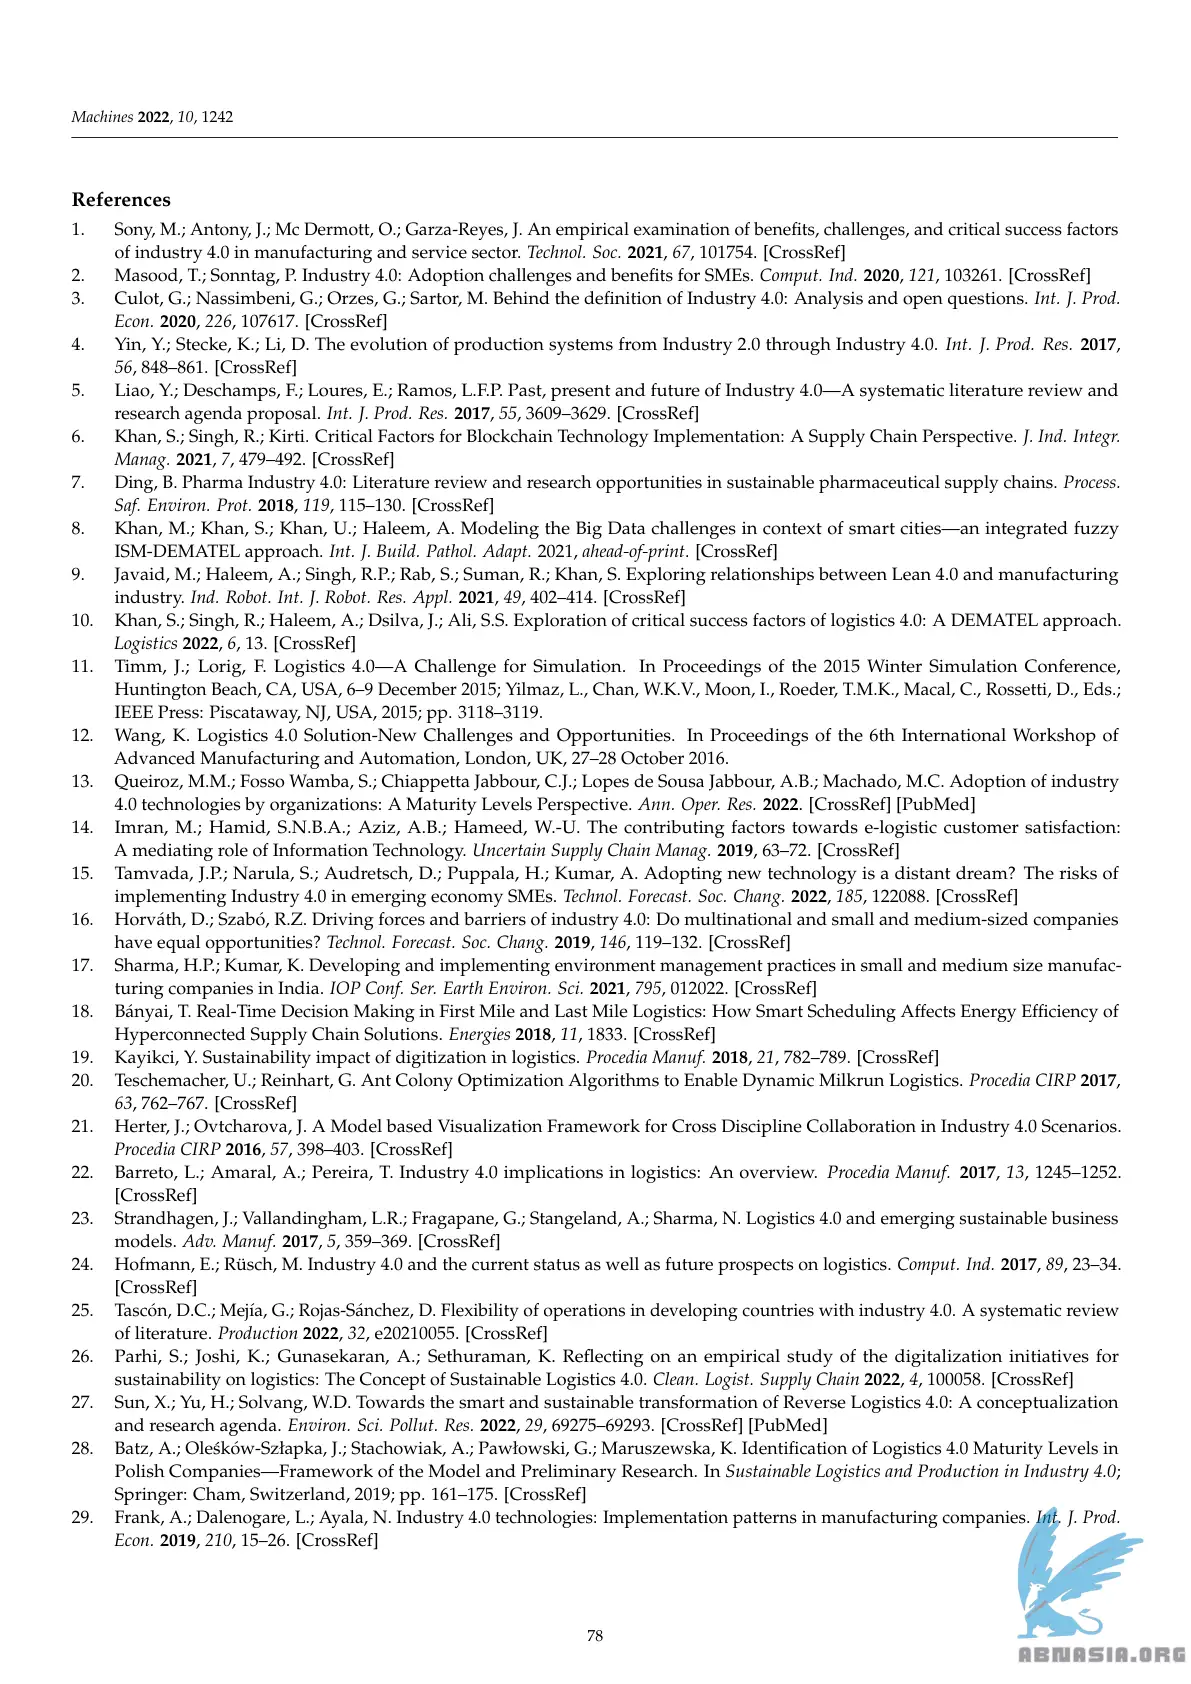 Machines 2022, 10, 1242
References
1. Sony, M.; Antony, J.; Mc Dermott, O.; Garza-Reyes, J. An empirical examination of benefits, challenges, and critical success factors
of industry 4.0 in manufacturing and service sector. Technol. Soc. 2021, 67, 101754. [CrossRef]
2. Masood, T.; Sonntag, P. Industry 4.0: Adoption challenges and benefits for SMEs. Comput. Ind. 2020, 121, 103261. [CrossRef]
3. Culot, G.; Nassimbeni, G.; Orzes, G.; Sartor, M. Behind the definition of Industry 4.0: Analysis and open questions. Int. J. Prod.
Econ. 2020, 226, 107617. [CrossRef]
4. Yin, Y.; Stecke, K.; Li, D. The evolution of production systems from Industry 2.0 through Industry 4.0. Int. J. Prod. Res. 2017,
56, 848–861. [CrossRef]
5. Liao, Y.; Deschamps, F.; Loures, E.; Ramos, L.F.P. Past, present and future of Industry 4.0—A systematic literature review and
research agenda proposal. Int. J. Prod. Res. 2017, 55, 3609–3629. [CrossRef]
6. Khan, S.; Singh, R.; Kirti. Critical Factors for Blockchain Technology Implementation: A Supply Chain Perspective. J. Ind. Integr.
Manag. 2021, 7, 479–492. [CrossRef]
7. Ding, B. Pharma Industry 4.0: Literature review and research opportunities in sustainable pharmaceutical supply chains. Process.
Saf. Environ. Prot. 2018, 119, 115–130. [CrossRef]
8. Khan, M.; Khan, S.; Khan, U.; Haleem, A. Modeling the Big Data challenges in context of smart cities—an integrated fuzzy
ISM-DEMATEL approach. Int. J. Build. Pathol. Adapt. 2021, ahead-of-print. [CrossRef]
9. Javaid, M.; Haleem, A.; Singh, R.P.; Rab, S.; Suman, R.; Khan, S. Exploring relationships between Lean 4.0 and manufacturing
industry. Ind. Robot. Int. J. Robot. Res. Appl. 2021, 49, 402–414. [CrossRef]
10. Khan, S.; Singh, R.; Haleem, A.; Dsilva, J.; Ali, S.S. Exploration of critical success factors of logistics 4.0: A DEMATEL approach.
Logistics 2022, 6, 13. [CrossRef]
11. Timm, J.; Lorig, F. Logistics 4.0—A Challenge for Simulation. In Proceedings of the 2015 Winter Simulation Conference,
Huntington Beach, CA, USA, 6–9 December 2015; Yilmaz, L., Chan, W.K.V., Moon, I., Roeder, T.M.K., Macal, C., Rossetti, D., Eds.;
IEEE Press: Piscataway, NJ, USA, 2015; pp. 3118–3119.
12. Wang, K. Logistics 4.0 Solution-New Challenges and Opportunities. In Proceedings of the 6th International Workshop of
Advanced Manufacturing and Automation, London, UK, 27–28 October 2016.
13. Queiroz, M.M.; Fosso Wamba, S.; Chiappetta Jabbour, C.J.; Lopes de Sousa Jabbour, A.B.; Machado, M.C. Adoption of industry
4.0 technologies by organizations: A Maturity Levels Perspective. Ann. Oper. Res. 2022. [CrossRef] [PubMed]
14. Imran, M.; Hamid, S.N.B.A.; Aziz, A.B.; Hameed, W.-U. The contributing factors towards e-logistic customer satisfaction:
A mediating role of Information Technology. Uncertain Supply Chain Manag. 2019, 63–72. [CrossRef]
15. Tamvada, J.P.; Narula, S.; Audretsch, D.; Puppala, H.; Kumar, A. Adopting new technology is a distant dream? The risks of
implementing Industry 4.0 in emerging economy SMEs. Technol. Forecast. Soc. Chang. 2022, 185, 122088. [CrossRef]
16. Horváth, D.; Szabó, R.Z. Driving forces and barriers of industry 4.0: Do multinational and small and medium-sized companies
have equal opportunities? Technol. Forecast. Soc. Chang. 2019, 146, 119–132. [CrossRef]
17. Sharma, H.P.; Kumar, K. Developing and implementing environment management practices in small and medium size manufac-
turing companies in India. IOP Conf. Ser. Earth Environ. Sci. 2021, 795, 012022. [CrossRef]
18. Bányai, T. Real-Time Decision Making in First Mile and Last Mile Logistics: How Smart Scheduling Affects Energy Efficiency of
Hyperconnected Supply Chain Solutions. Energies 2018, 11, 1833. [CrossRef]
19. Kayikci, Y. Sustainability impact of digitization in logistics. Procedia Manuf. 2018, 21, 782–789. [CrossRef]
20. Teschemacher, U.; Reinhart, G. Ant Colony Optimization Algorithms to Enable Dynamic Milkrun Logistics. Procedia CIRP 2017,
63, 762–767. [CrossRef]
21. Herter, J.; Ovtcharova, J. A Model based Visualization Framework for Cross Discipline Collaboration in Industry 4.0 Scenarios.
Procedia CIRP 2016, 57, 398–403. [CrossRef]
22. Barreto, L.; Amaral, A.; Pereira, T. Industry 4.0 implications in logistics: An overview. Procedia Manuf. 2017, 13, 1245–1252.
[CrossRef]
23. Strandhagen, J.; Vallandingham, L.R.; Fragapane, G.; Stangeland, A.; Sharma, N. Logistics 4.0 and emerging sustainable business
models. Adv. Manuf. 2017, 5, 359–369. [CrossRef]
24. Hofmann, E.; Rüsch, M. Industry 4.0 and the current status as well as future prospects on logistics. Comput. Ind. 2017, 89, 23–34.
[CrossRef]
25. Tascón, D.C.; Mejía, G.; Rojas-Sánchez, D. Flexibility of operations in developing countries with industry 4.0. A systematic review
of literature. Production 2022, 32, e20210055. [CrossRef]
26. Parhi, S.; Joshi, K.; Gunasekaran, A.; Sethuraman, K. Reflecting on an empirical study of the digitalization initiatives for
sustainability on logistics: The Concept of Sustainable Logistics 4.0. Clean. Logist. Supply Chain 2022, 4, 100058. [CrossRef]
27. Sun, X.; Yu, H.; Solvang, W.D. Towards the smart and sustainable transformation of Reverse Logistics 4.0: A conceptualization
and research agenda. Environ. Sci. Pollut. Res. 2022, 29, 69275–69293. [CrossRef] [PubMed]
28. Batz, A.; Oleśków-Szłapka, J.; Stachowiak, A.; Pawłowski, G.; Maruszewska, K. Identification of Logistics 4.0 Maturity Levels in
Polish Companies—Framework of the Model and Preliminary Research. In Sustainable Logistics and Production in Industry 4.0;
Springer: Cham, Switzerland, 2019; pp. 161–175. [CrossRef]
29. Frank, A.; Dalenogare, L.; Ayala, N. Industry 4.0 technologies: Implementation patterns in manufacturing companies. Int. J. Prod.
Econ. 2019, 210, 15–26. [CrossRef]
78
ABNASIA.ORG